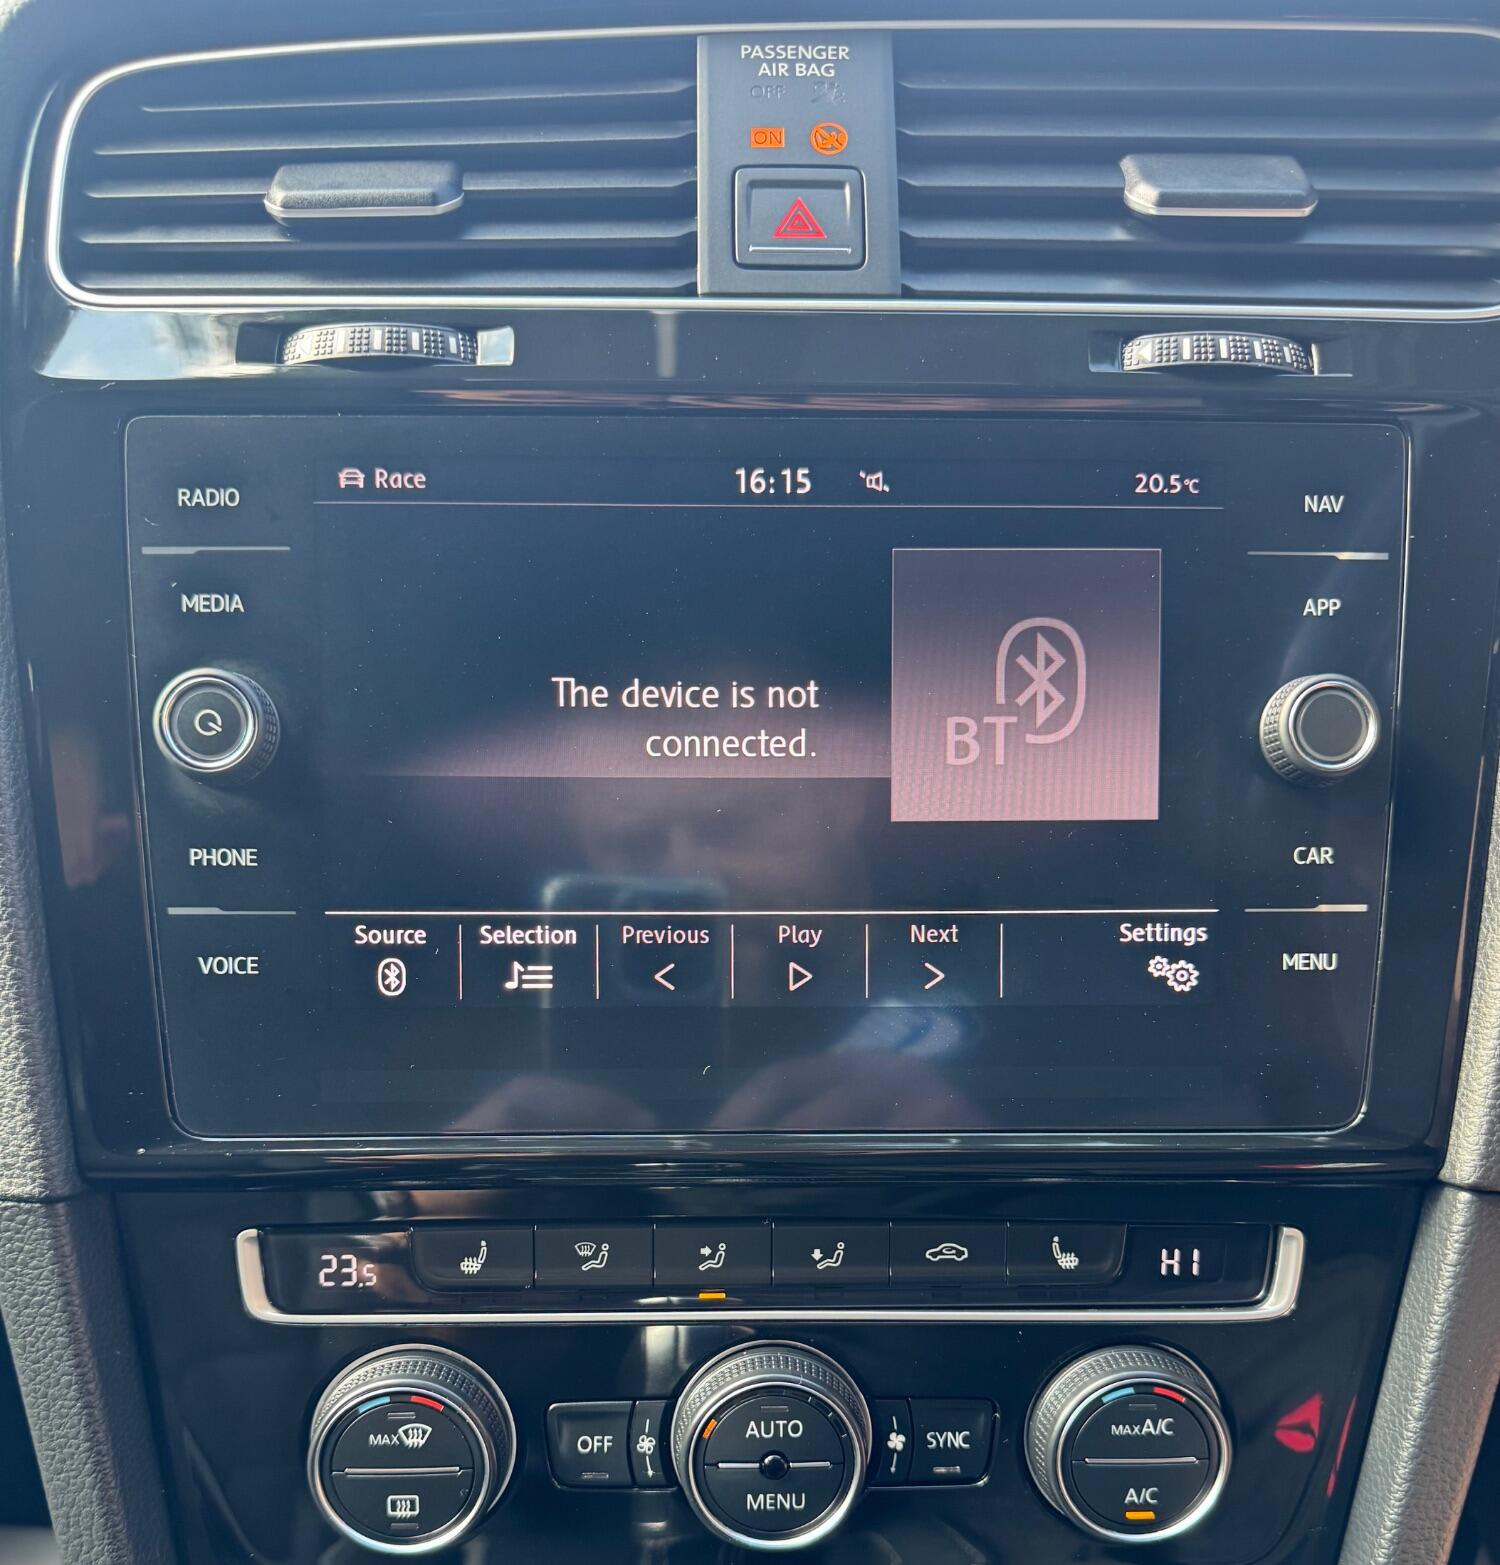 PASSENGER
AIR BAG
OFF
ON
Race
16:15
20.5°C
RADIO
NAV
MEDIA
APP
The device is not
connected.
BT
PHONE
CAR
Source
Selection
Previous
Play
Next
Settings
VOICE
MENU
23.5
HI
MAX
OFF
AUTO
MENU
SYNC
MAX A/C
A/C